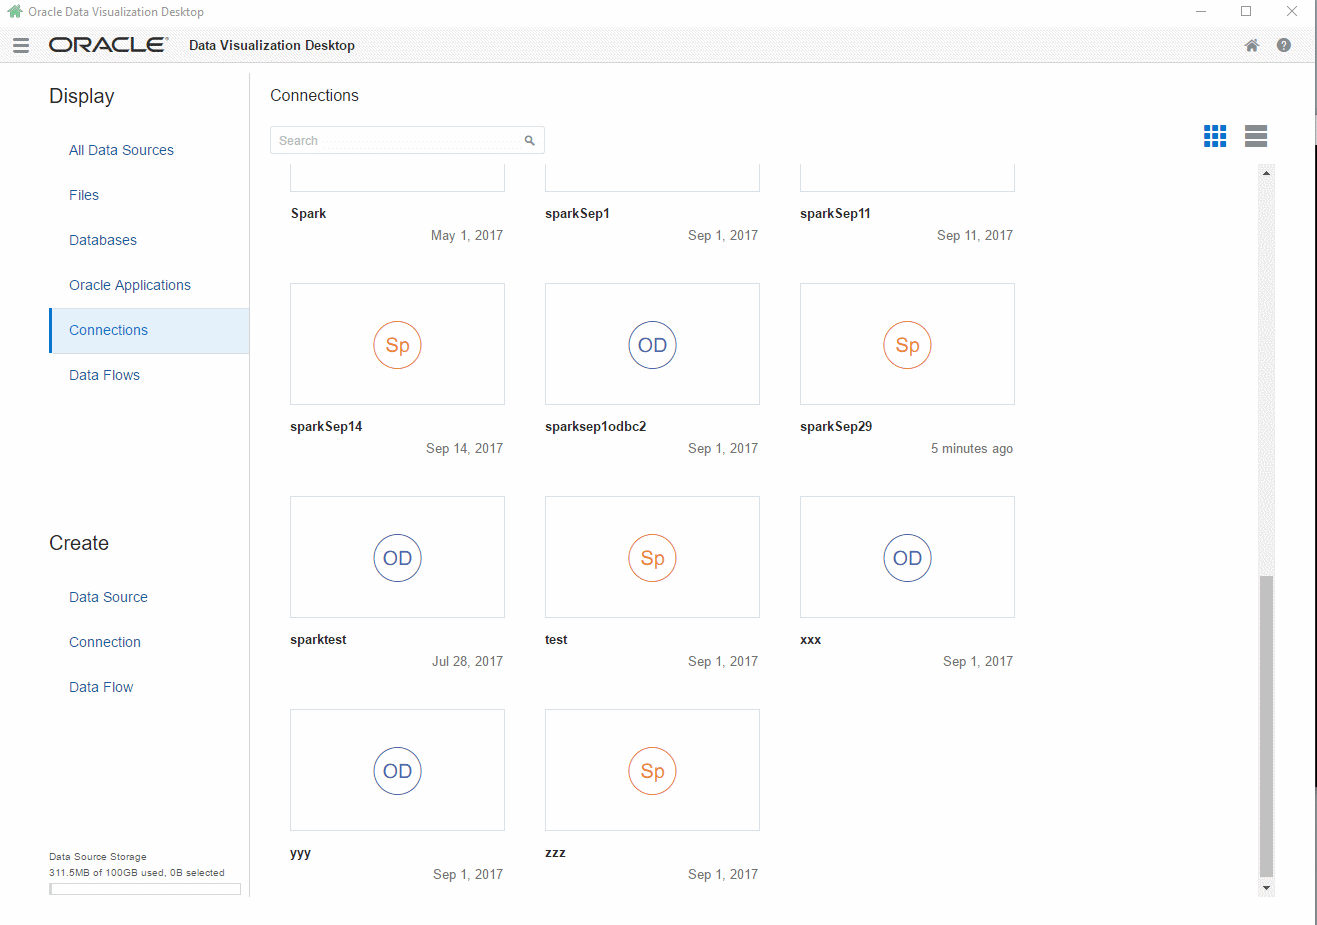 Oracle Data Visualization Desktop
ORACLE Data Visualization Desktop
Display
All Data Sources
Files
Databases
Oracle Applications
Connections
Data Flows
Create
Data Source
Connection
Data Flow
Data Source Storage
311.5MB of 100GB used, 0B selected
Connections
Search
Spark
May 1, 2017
sparkSep1
Sep 1, 2017
sparkSep11
Sep 11, 2017
Sp
sparkSep14
Sep 14, 2017
OD
sparksep1odbc2
Sep 1, 2017
Sp
sparkSep29
5 minutes ago
OD
sparktest
Jul 28, 2017
Sp
test
Sep 1, 2017
OD
xxx
Sep 1, 2017
OD
yyy
Sep 1, 2017
Sp
zzz
Sep 1, 2017